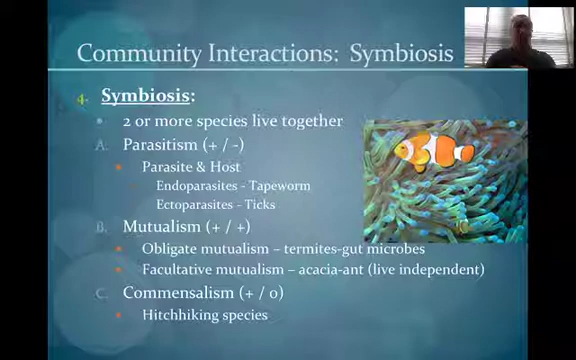 Community Interactions: Symbiosis
4. Symbiosis:
2 or more species live together
A. Parasitism (+ / -)
Parasite & Host
Endoparasites - Tapeworm
Ectoparasites - Ticks
B. Mutualism (+ / +)
Obligate mutualism – termites-gut microbes
Facultative mutualism – acacia-ant (live independent)
C. Commensalism (+ / 0)
Hitchhiking species